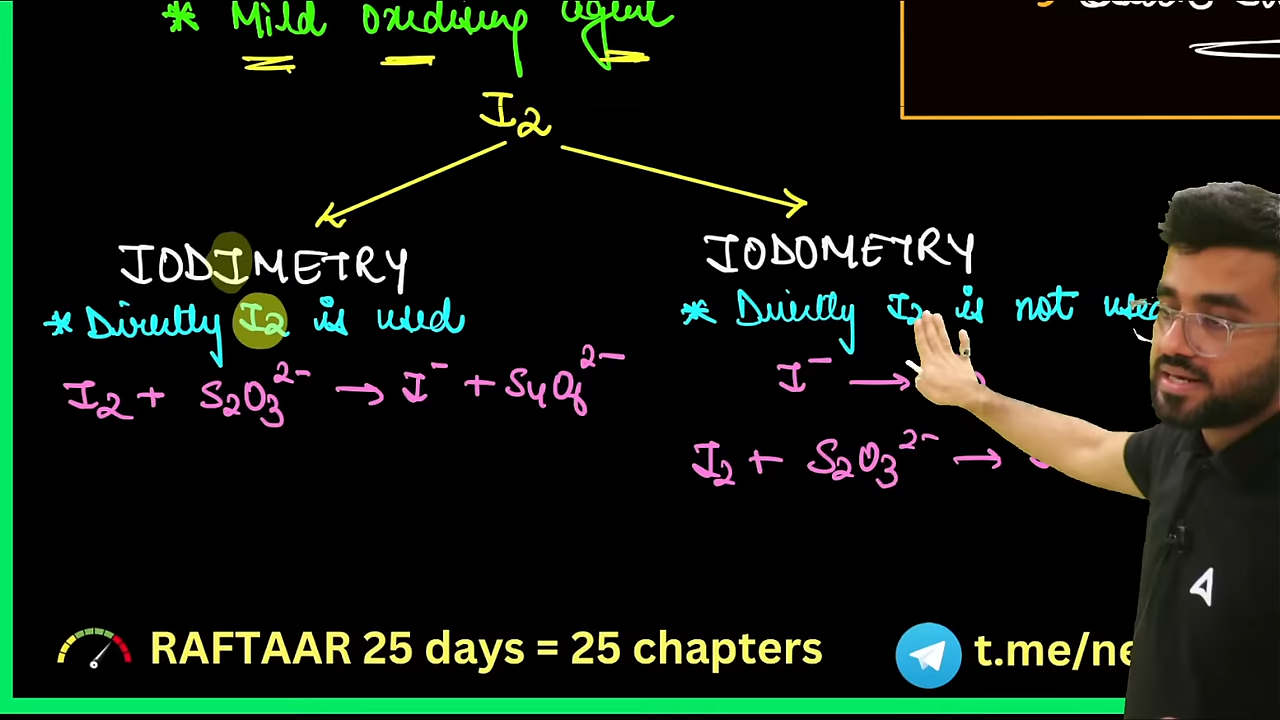 * Mild oxidising agent
I2
IODIMETRY
IODOMETRY
* Directly I2 is used
* Directly I2 is not used
I2 + S2O3^2- → I^- + S4O6^2-
I^- →
I2 + S2O3^2- →
RAFTAAR 25 days = 25 chapters
t.me/ne